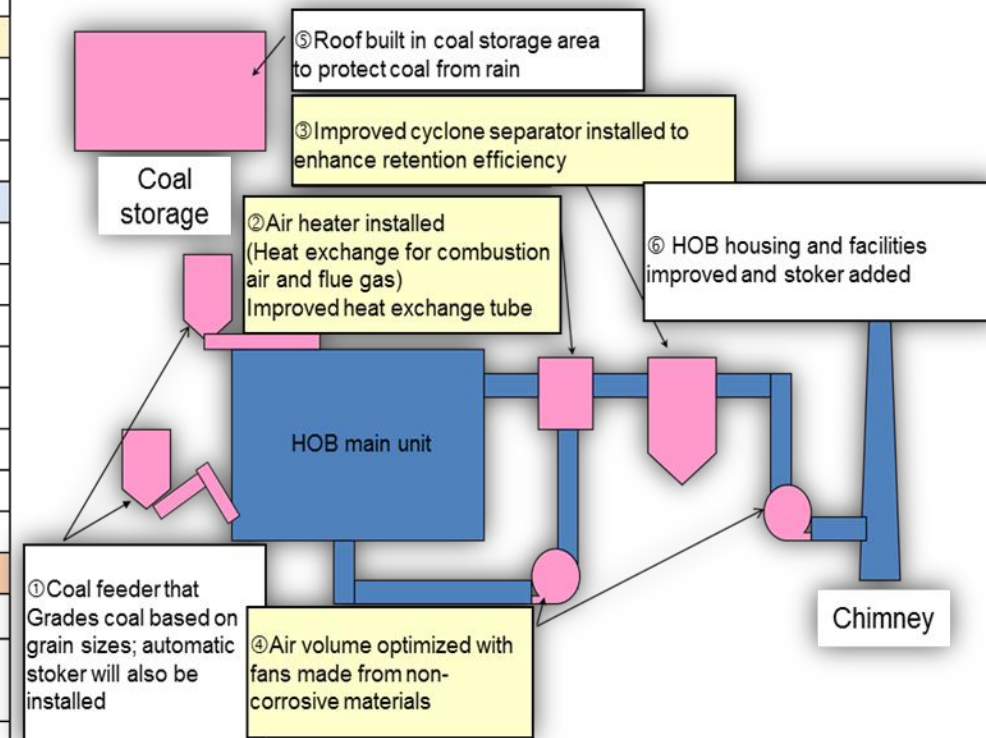 ⑤Roof built in coal storage area
to protect coal from rain
③Improved cyclone separator installed to
enhance retention efficiency
Coal
storage
②Air heater installed
(Heat exchange for combustion
air and flue gas)
Improved heat exchange tube
⑥ HOB housing and facilities
improved and stoker added
HOB main unit
①Coal feeder that
Grades coal based on
grain sizes; automatic
stoker will also be
installed
④Air volume optimized with
fans made from non-
corrosive materials
Chimney